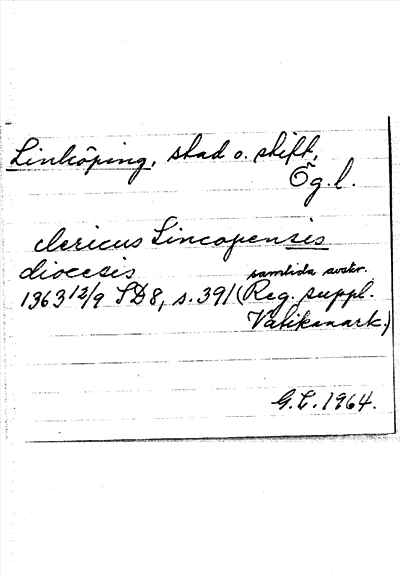 Linköping, stad o. stift,
Ög.l.
clericus Lincopensis
diocesis
samtida avskr.
1363 12/9 SD8, s. 391 (Reg. suppl.
Vatikanark.)
G.L. 1964.